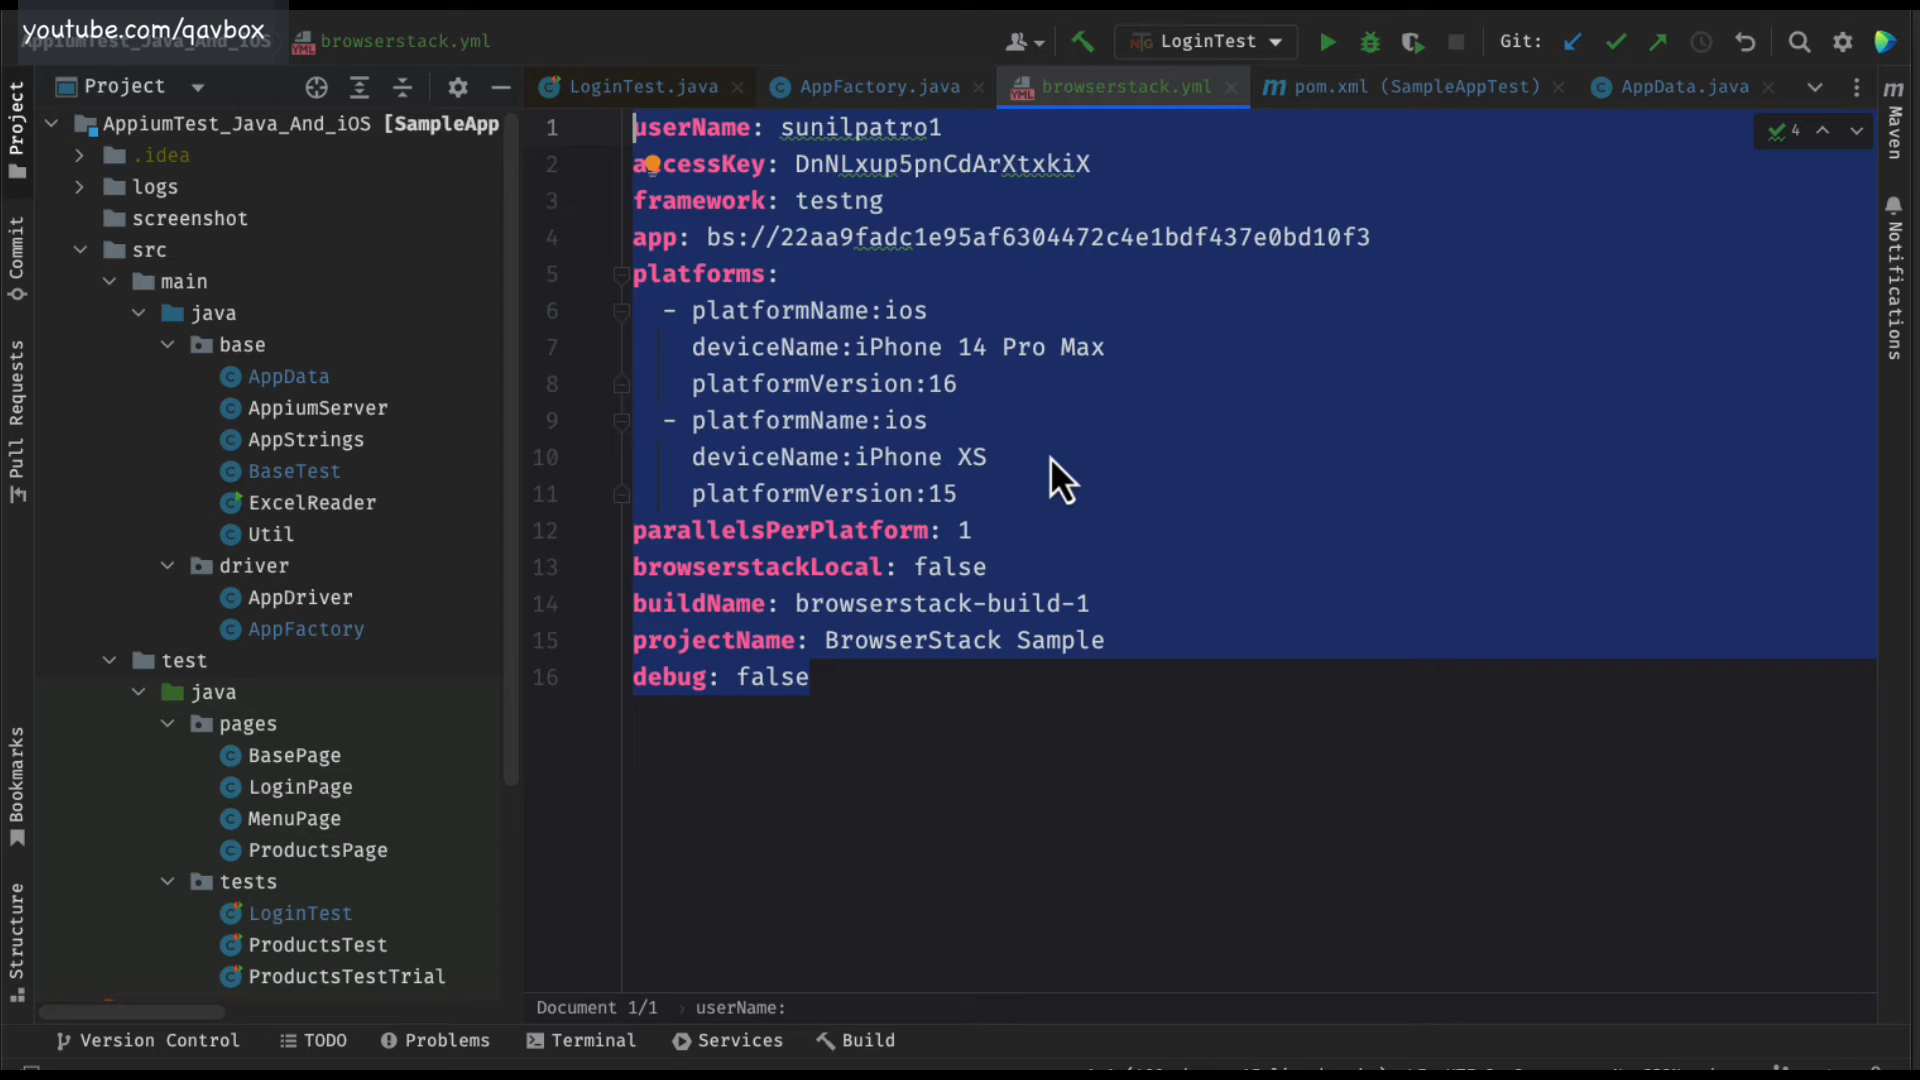 youtube.com/qavbox
AppiumTest_Java_And_iOS
browserstack.yml
LoginTest
Git:
Project
LoginTest.java
AppFactory.java
browserstack.yml
pom.xml (SampleAppTest)
AppData.java
AppiumTest_Java_And_iOS [SampleApp
.idea
logs
screenshot
src
main
java
base
AppData
AppiumServer
AppStrings
BaseTest
ExcelReader
Util
driver
AppDriver
AppFactory
test
java
pages
BasePage
LoginPage
MenuPage
ProductsPage
tests
LoginTest
ProductsTest
ProductsTestTrial
1 userName: sunilpatro1
2 accessKey: DnNLxup5pnCdArXtxkiX
3 framework: testng
4 app: bs://22aa9fadc1e95af6304472c4e1bdf437e0bd10f3
5 platforms:
6 - platformName:ios
7 deviceName:iPhone 14 Pro Max
8 platformVersion:16
9 - platformName:ios
10 deviceName:iPhone XS
11 platformVersion:15
12 parallelsPerPlatform: 1
13 browserstackLocal: false
14 buildName: browserstack-build-1
15 projectName: BrowserStack Sample
16 debug: false
4
Project
Commit
Pull Requests
Bookmarks
Structure
Maven
Notifications
Document 1/1 › userName:
Version Control
TODO
Problems
Terminal
Services
Build